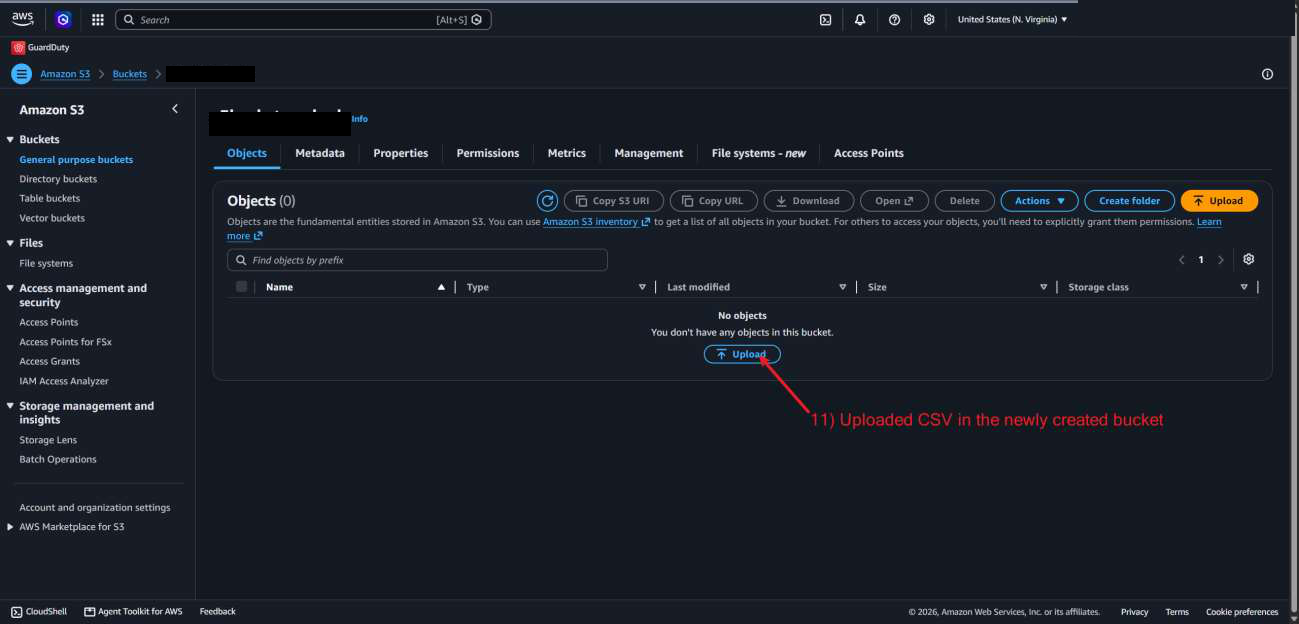 aws
Search [Alt+S]
United States (N. Virginia)
GuardDuty
Amazon S3 Buckets
Amazon S3
Buckets
General purpose buckets
Directory buckets
Table buckets
Vector buckets
Files
File systems
Access management and
security
Access Points
Access Points for FSx
Access Grants
IAM Access Analyzer
Storage management and
insights
Storage Lens
Batch Operations
Account and organization settings
AWS Marketplace for S3
Info
Objects Metadata Properties Permissions Metrics Management File systems - new Access Points
Objects (0)
Copy S3 URI Copy URL Download Open Delete Actions Create folder Upload
Objects are the fundamental entities stored in Amazon S3. You can use Amazon S3 inventory to get a list of all objects in your bucket. For others to access your objects, you'll need to explicitly grant them permissions. Learn
more
Find objects by prefix
1
Name Type Last modified Size Storage class
No objects
You don't have any objects in this bucket.
Upload
11) Uploaded CSV in the newly created bucket
CloudShell Agent Toolkit for AWS Feedback
© 2026, Amazon Web Services, Inc. or its affiliates. Privacy Terms Cookie preferences